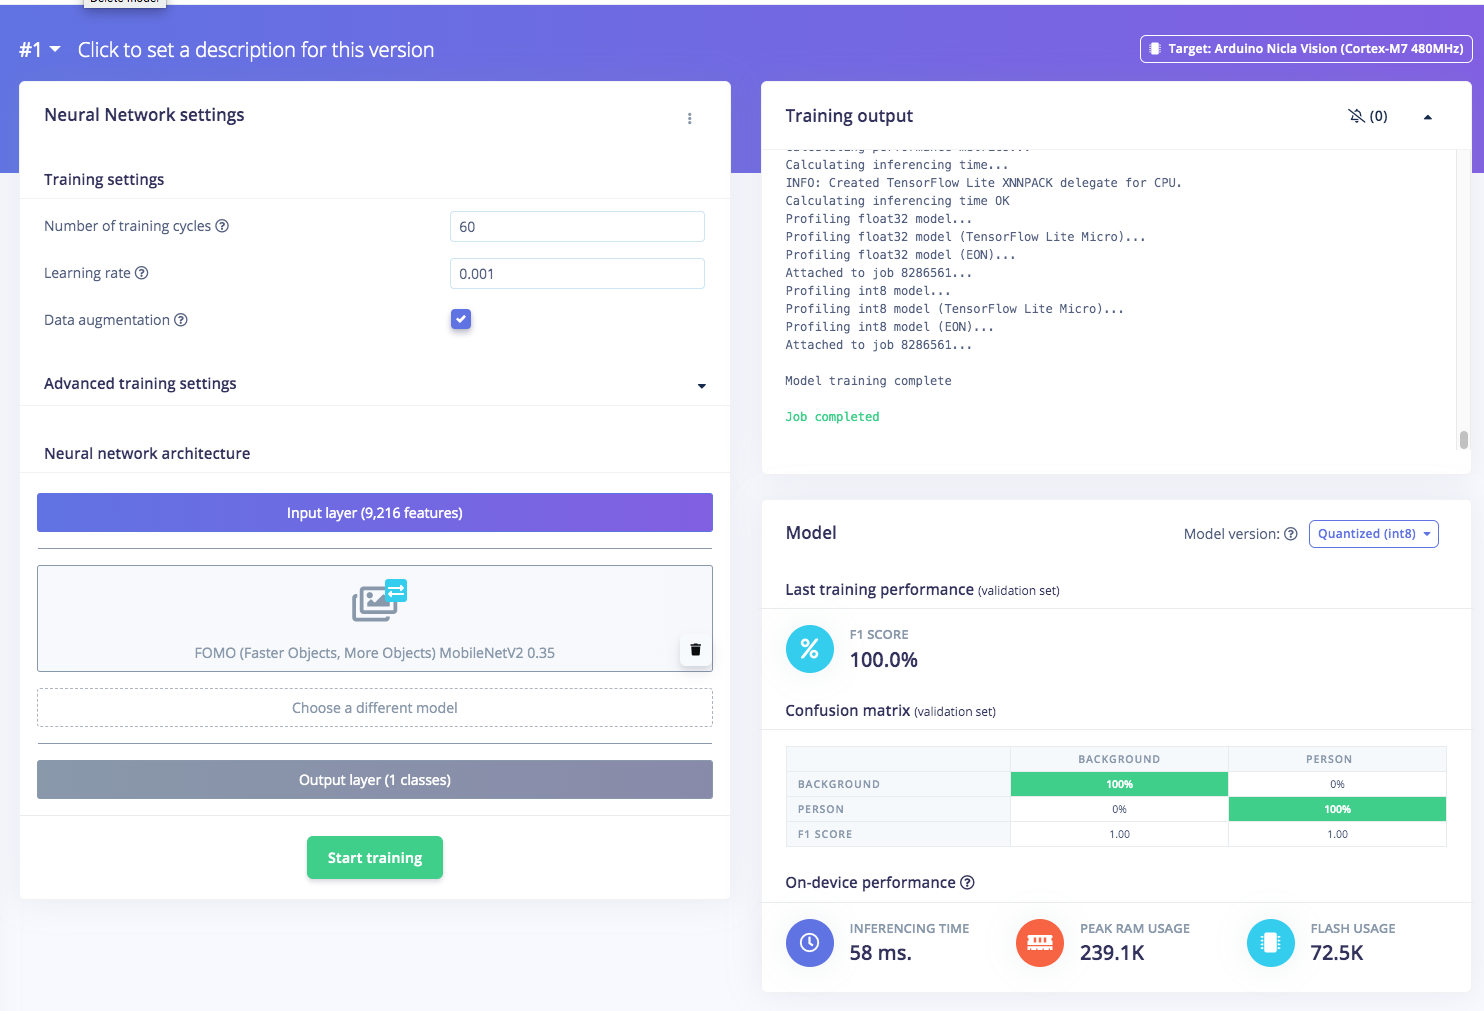 #1 Click to set a description for this version
Target: Arduino Nicla Vision (Cortex-M7 480MHz)
Neural Network settings
Training settings
Number of training cycles
60
Learning rate
0.001
Data augmentation
Advanced training settings
Neural network architecture
Input layer (9,216 features)
FOMO (Faster Objects, More Objects) MobileNetV2 0.35
Choose a different model
Output layer (1 classes)
Start training
Training output
(0)
Calculating performance metrics...
Calculating inferencing time...
INFO: Created TensorFlow Lite XNNPACK delegate for CPU.
Calculating inferencing time OK
Profiling float32 model...
Profiling float32 model (TensorFlow Lite Micro)...
Profiling float32 model (EON)...
Attached to job 8286561...
Profiling int8 model...
Profiling int8 model (TensorFlow Lite Micro)...
Profiling int8 model (EON)...
Attached to job 8286561...
Model training complete
Job completed
Model
Model version:
Quantized (int8)
Last training performance (validation set)
F1 SCORE
100.0%
Confusion matrix (validation set)
BACKGROUND PERSON
BACKGROUND 100% 0%
PERSON 0% 100%
F1 SCORE 1.00 1.00
On-device performance
INFERENCING TIME
58 ms.
PEAK RAM USAGE
239.1K
FLASH USAGE
72.5K